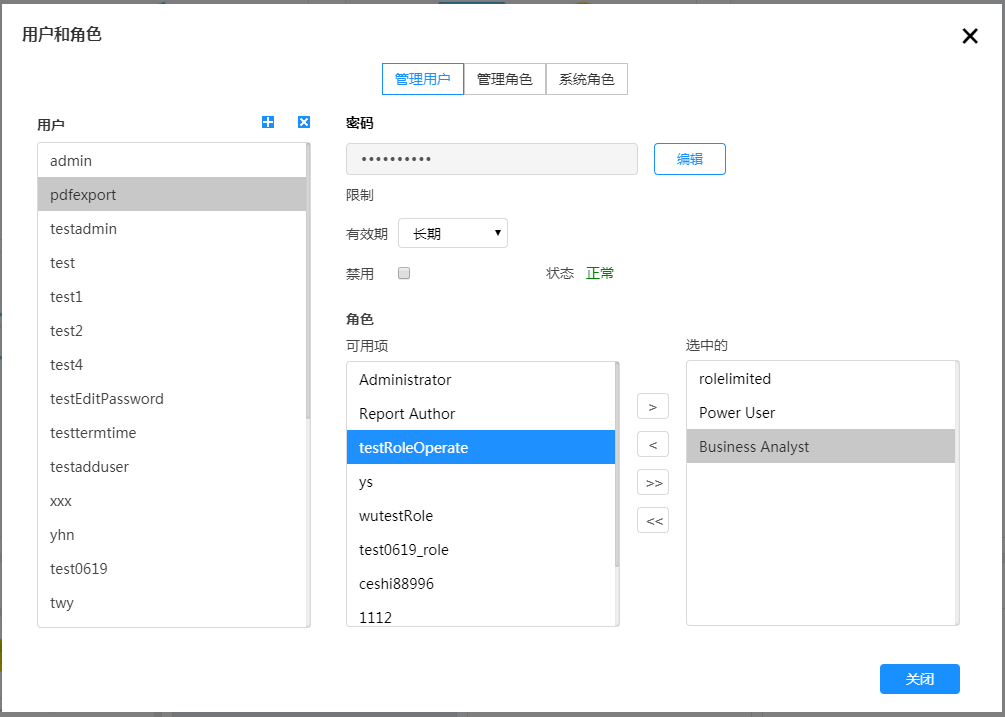 用户和角色
管理用户 管理角色 系统角色
用户
admin
pdfexport
testadmin
test
test1
test2
test4
testEditPassword
testtermtime
testadduser
xxx
yhn
test0619
twy
密码
••••••••••
编辑
限制
有效期 长期
禁用 状态 正常
角色
可用项
Administrator
Report Author
testRoleOperate
ys
wutestRole
test0619_role
ceshi88996
1112
>
<
>>
<<
选中的
rolelimited
Power User
Business Analyst
关闭